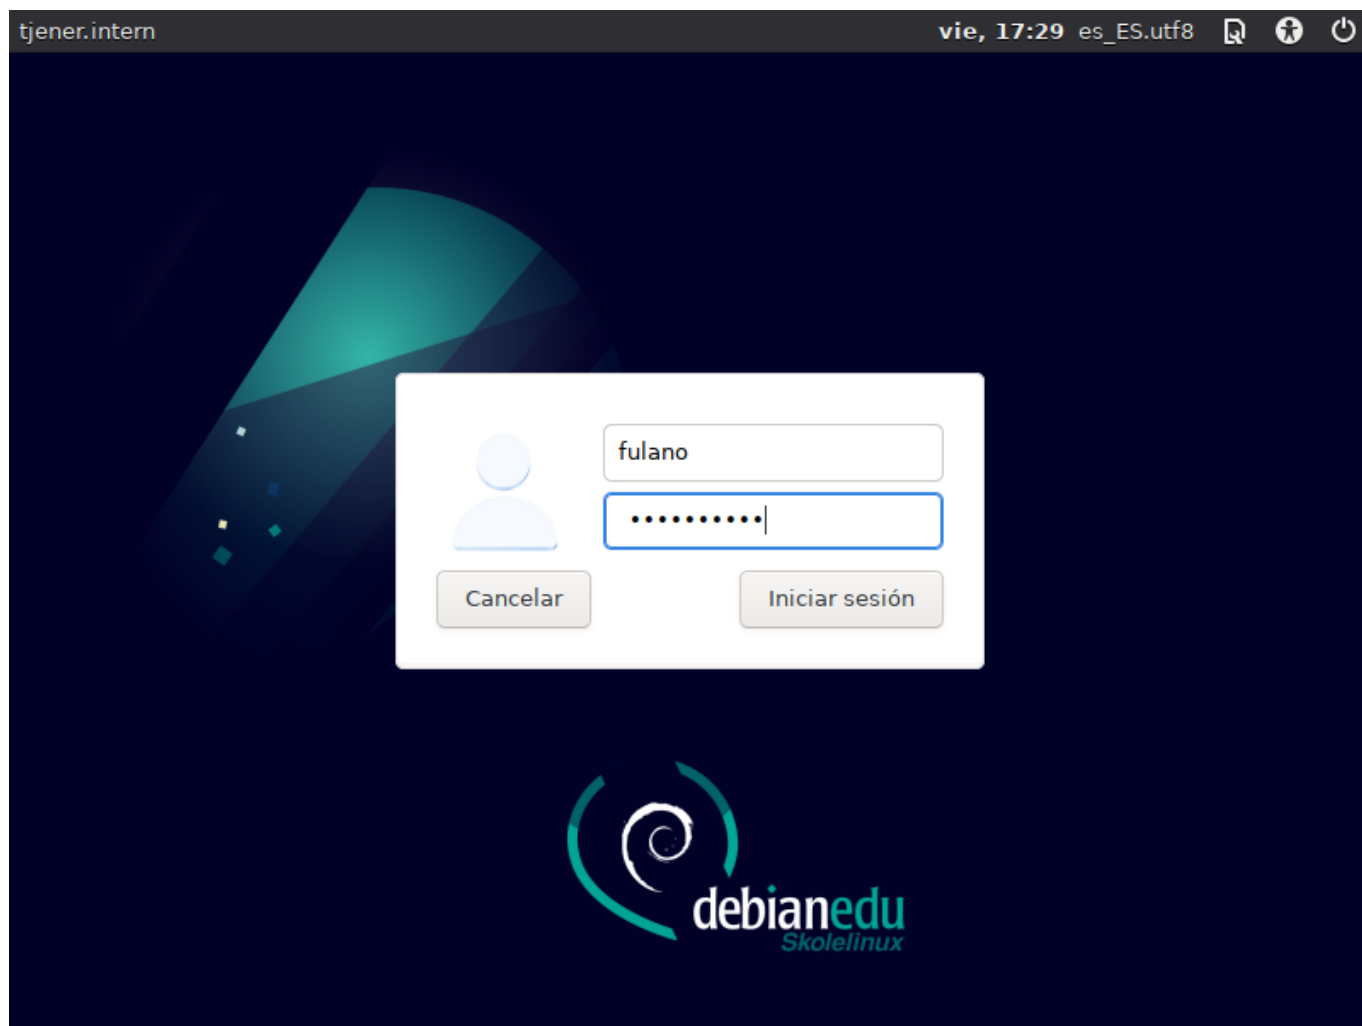 tjener.intern vie, 17:29 es_ES.utf8
fulano
••••••••••
Cancelar Iniciar sesión
debianedu
Skolelinux